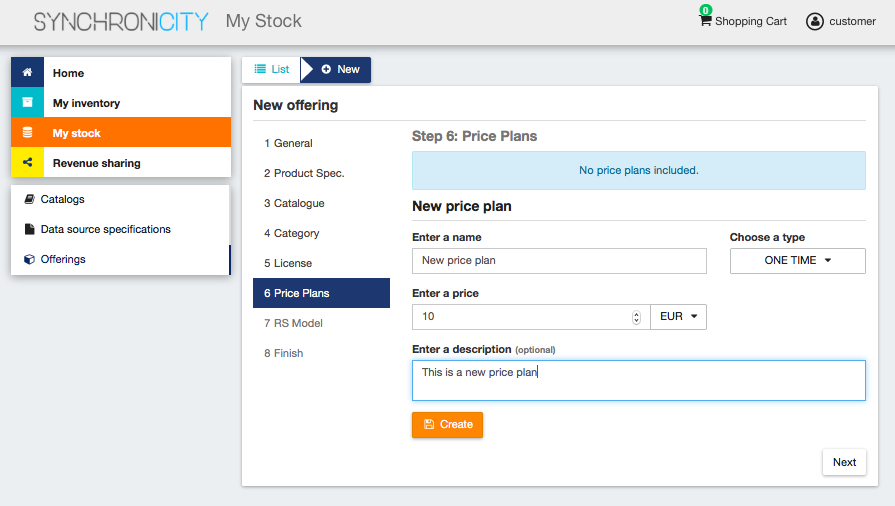 SYNCHRONICITY My Stock
0
Shopping Cart
customer
Home
My inventory
My stock
Revenue sharing
Catalogs
Data source specifications
Offerings
List
New
New offering
1 General
2 Product Spec.
3 Catalogue
4 Category
5 License
6 Price Plans
7 RS Model
8 Finish
Step 6: Price Plans
No price plans included.
New price plan
Enter a name
Choose a type
New price plan
ONE TIME
Enter a price
10
EUR
Enter a description (optional)
This is a new price plan
Create
Next